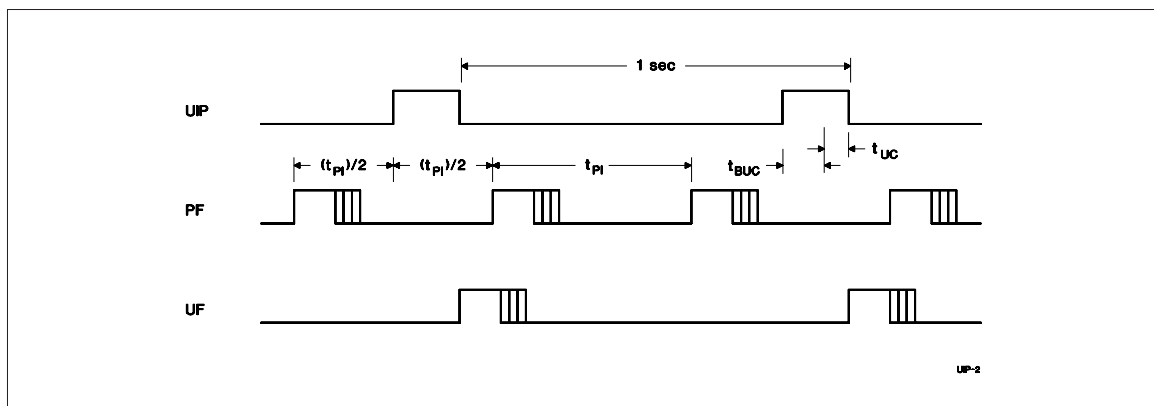 1 sec
UIP
(tPI)/2 (tPI)/2 tPI tBUC tUC
PF
UF
UIP-2